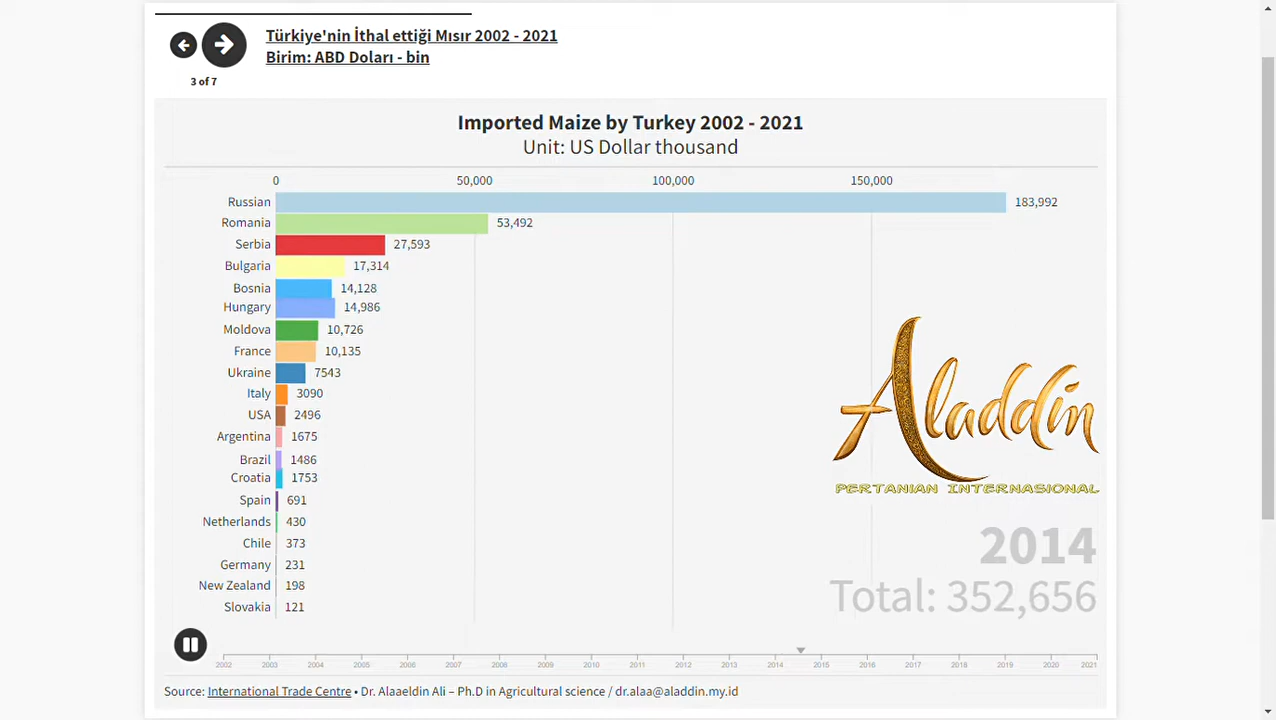 Türkiye'nin İthal ettiği Mısır 2002 - 2021
Birim: ABD Doları - bin
3 of 7
Imported Maize by Turkey 2002 - 2021
Unit: US Dollar thousand
0 50,000 100,000 150,000
Russian 183,992
Romania 53,492
Serbia 27,593
Bulgaria 17,314
Bosnia 14,128
Hungary 14,986
Moldova 10,726
France 10,135
Ukraine 7543
Italy 3090
USA 2496
Argentina 1675
Brazil 1486
Croatia 1753
Spain 691
Netherlands 430
Chile 373
Germany 231
New Zealand 198
Slovakia 121
Aladdin
PERTANIAN INTERNASIONAL
2014
Total: 352,656
2002 2003 2004 2005 2006 2007 2008 2009 2010 2011 2012 2013 2014 2015 2016 2017 2018 2019 2020 2021
Source: International Trade Centre • Dr. Alaaeldin Ali – Ph.D in Agricultural science / dr.alaa@aladdin.my.id